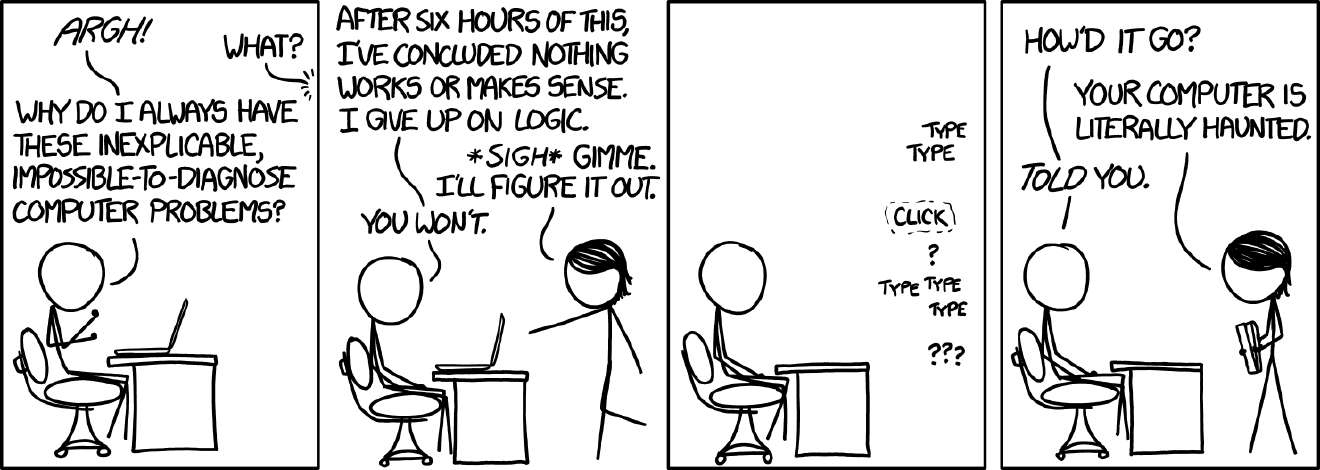 ARGH!
WHAT?
WHY DO I ALWAYS HAVE
THESE INEXPLICABLE,
IMPOSSIBLE-TO-DIAGNOSE
COMPUTER PROBLEMS?
AFTER SIX HOURS OF THIS,
I'VE CONCLUDED NOTHING
WORKS OR MAKES SENSE.
I GIVE UP ON LOGIC.
*SIGH* GIMME.
I'LL FIGURE IT OUT.
YOU WON'T.
TYPE
TYPE
CLICK
?
TYPE TYPE
TYPE
???
HOW'D IT GO?
YOUR COMPUTER IS
LITERALLY HAUNTED.
TOLD YOU.